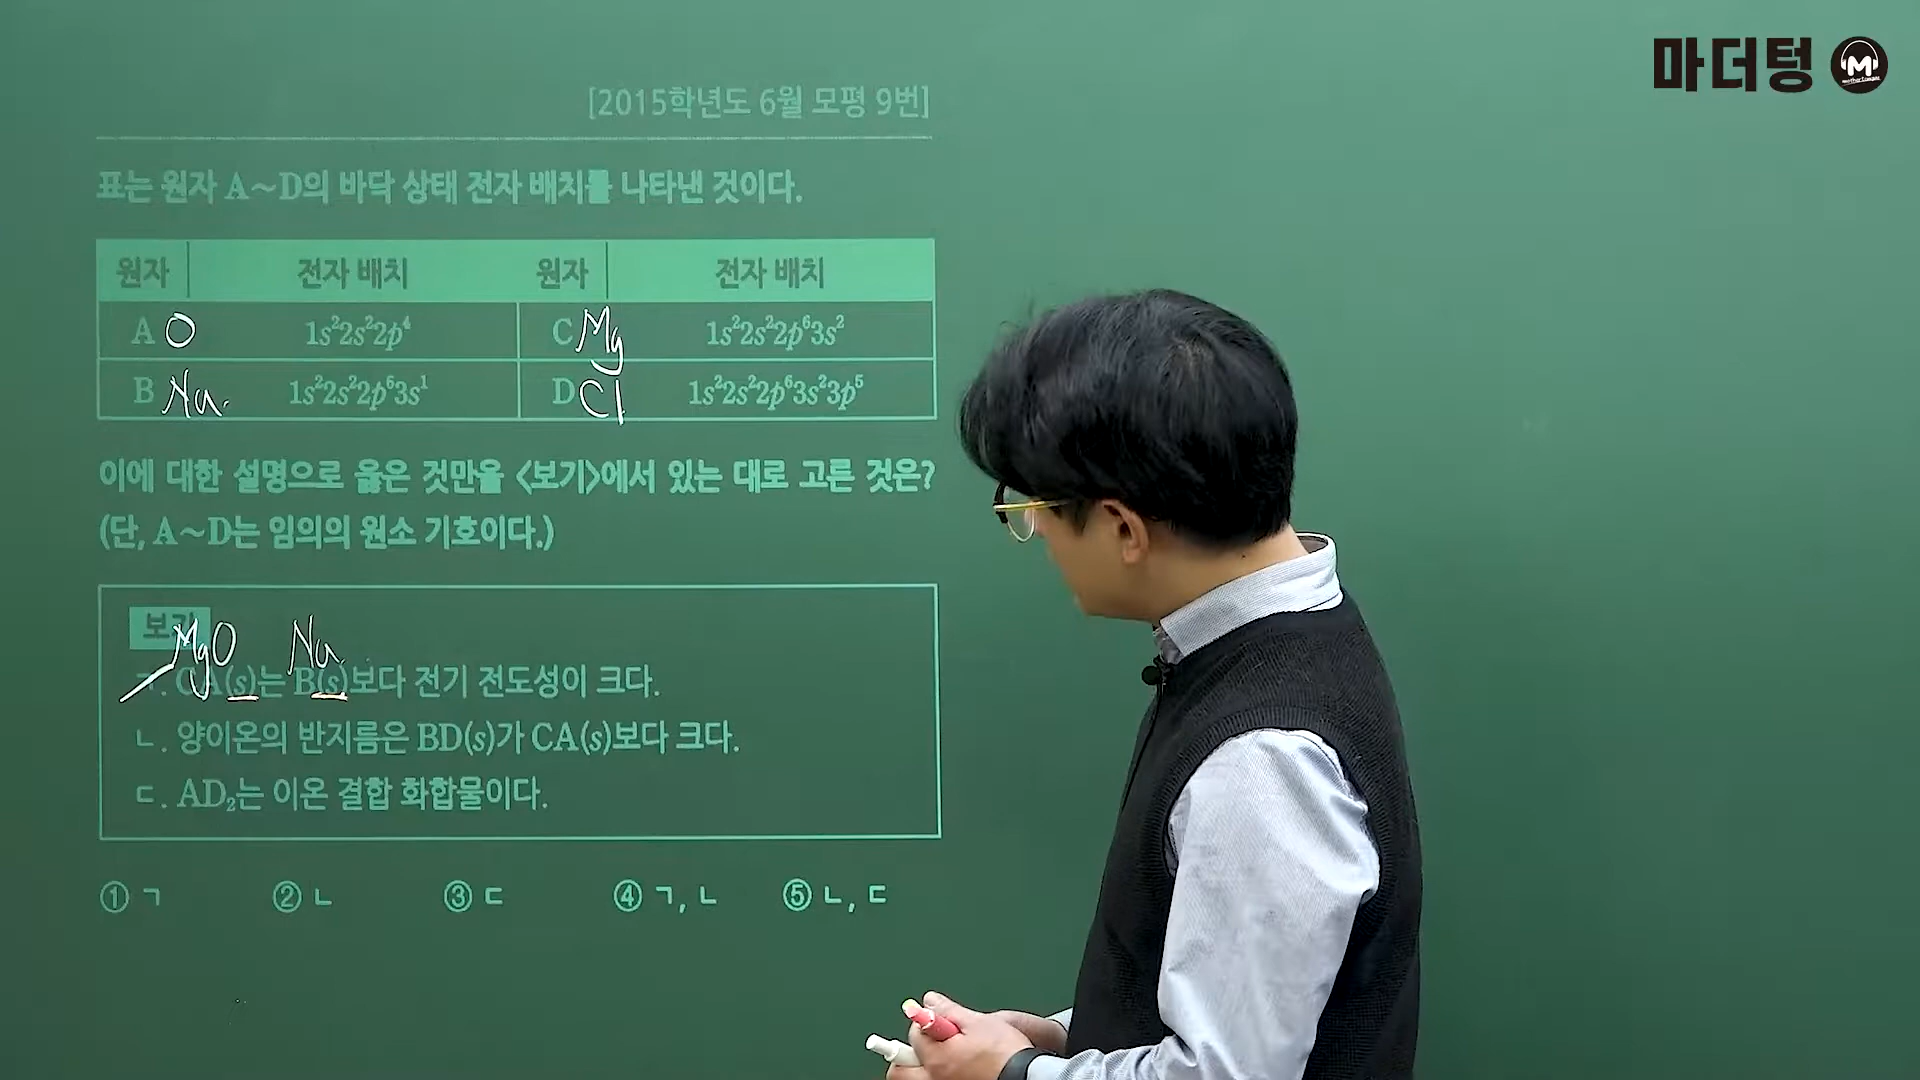 마더텅 M
[2015학년도 6월 모평 9번]
표는 원자 A~D의 바닥 상태 전자 배치를 나타낸 것이다.
원자 전자 배치 원자 전자 배치
A O 1s²2s²2p⁴ C Mg 1s²2s²2p⁶3s²
B Na 1s²2s²2p⁶3s¹ D Cl 1s²2s²2p⁶3s²3p⁵
이에 대한 설명으로 옳은 것만을 <보기>에서 있는 대로 고른 것은?
(단, A~D는 임의의 원소 기호이다.)
보기
MgO Na
ㄱ. CA(s)는 B(s)보다 전기 전도성이 크다.
ㄴ. 양이온의 반지름은 BD(s)가 CA(s)보다 크다.
ㄷ. AD₂는 이온 결합 화합물이다.
① ㄱ ② ㄴ ③ ㄷ ④ ㄱ, ㄴ ⑤ ㄴ, ㄷ